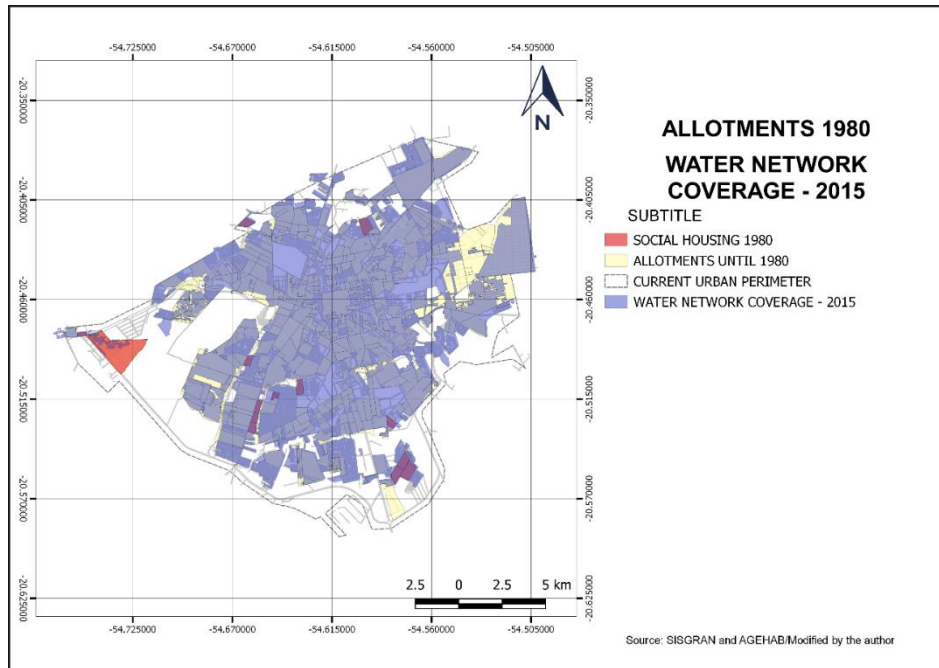 -54.725000 -54.670000 -54.615000 -54.560000 -54.505000
-20.350000 -20.350000
N
ALLOTMENTS 1980
WATER NETWORK
COVERAGE - 2015
SUBTITLE
SOCIAL HOUSING 1980
ALLOTMENTS UNTIL 1980
CURRENT URBAN PERIMETER
WATER NETWORK COVERAGE - 2015
-20.405000 -20.405000
-20.460000 -20.460000
-20.515000 -20.515000
-20.570000 -20.570000
2.5 0 2.5 5 km
-20.625000 -20.625000
-54.725000 -54.670000 -54.615000 -54.560000 -54.505000
Source: SISGRAN and AGEHAB/Modified by the author